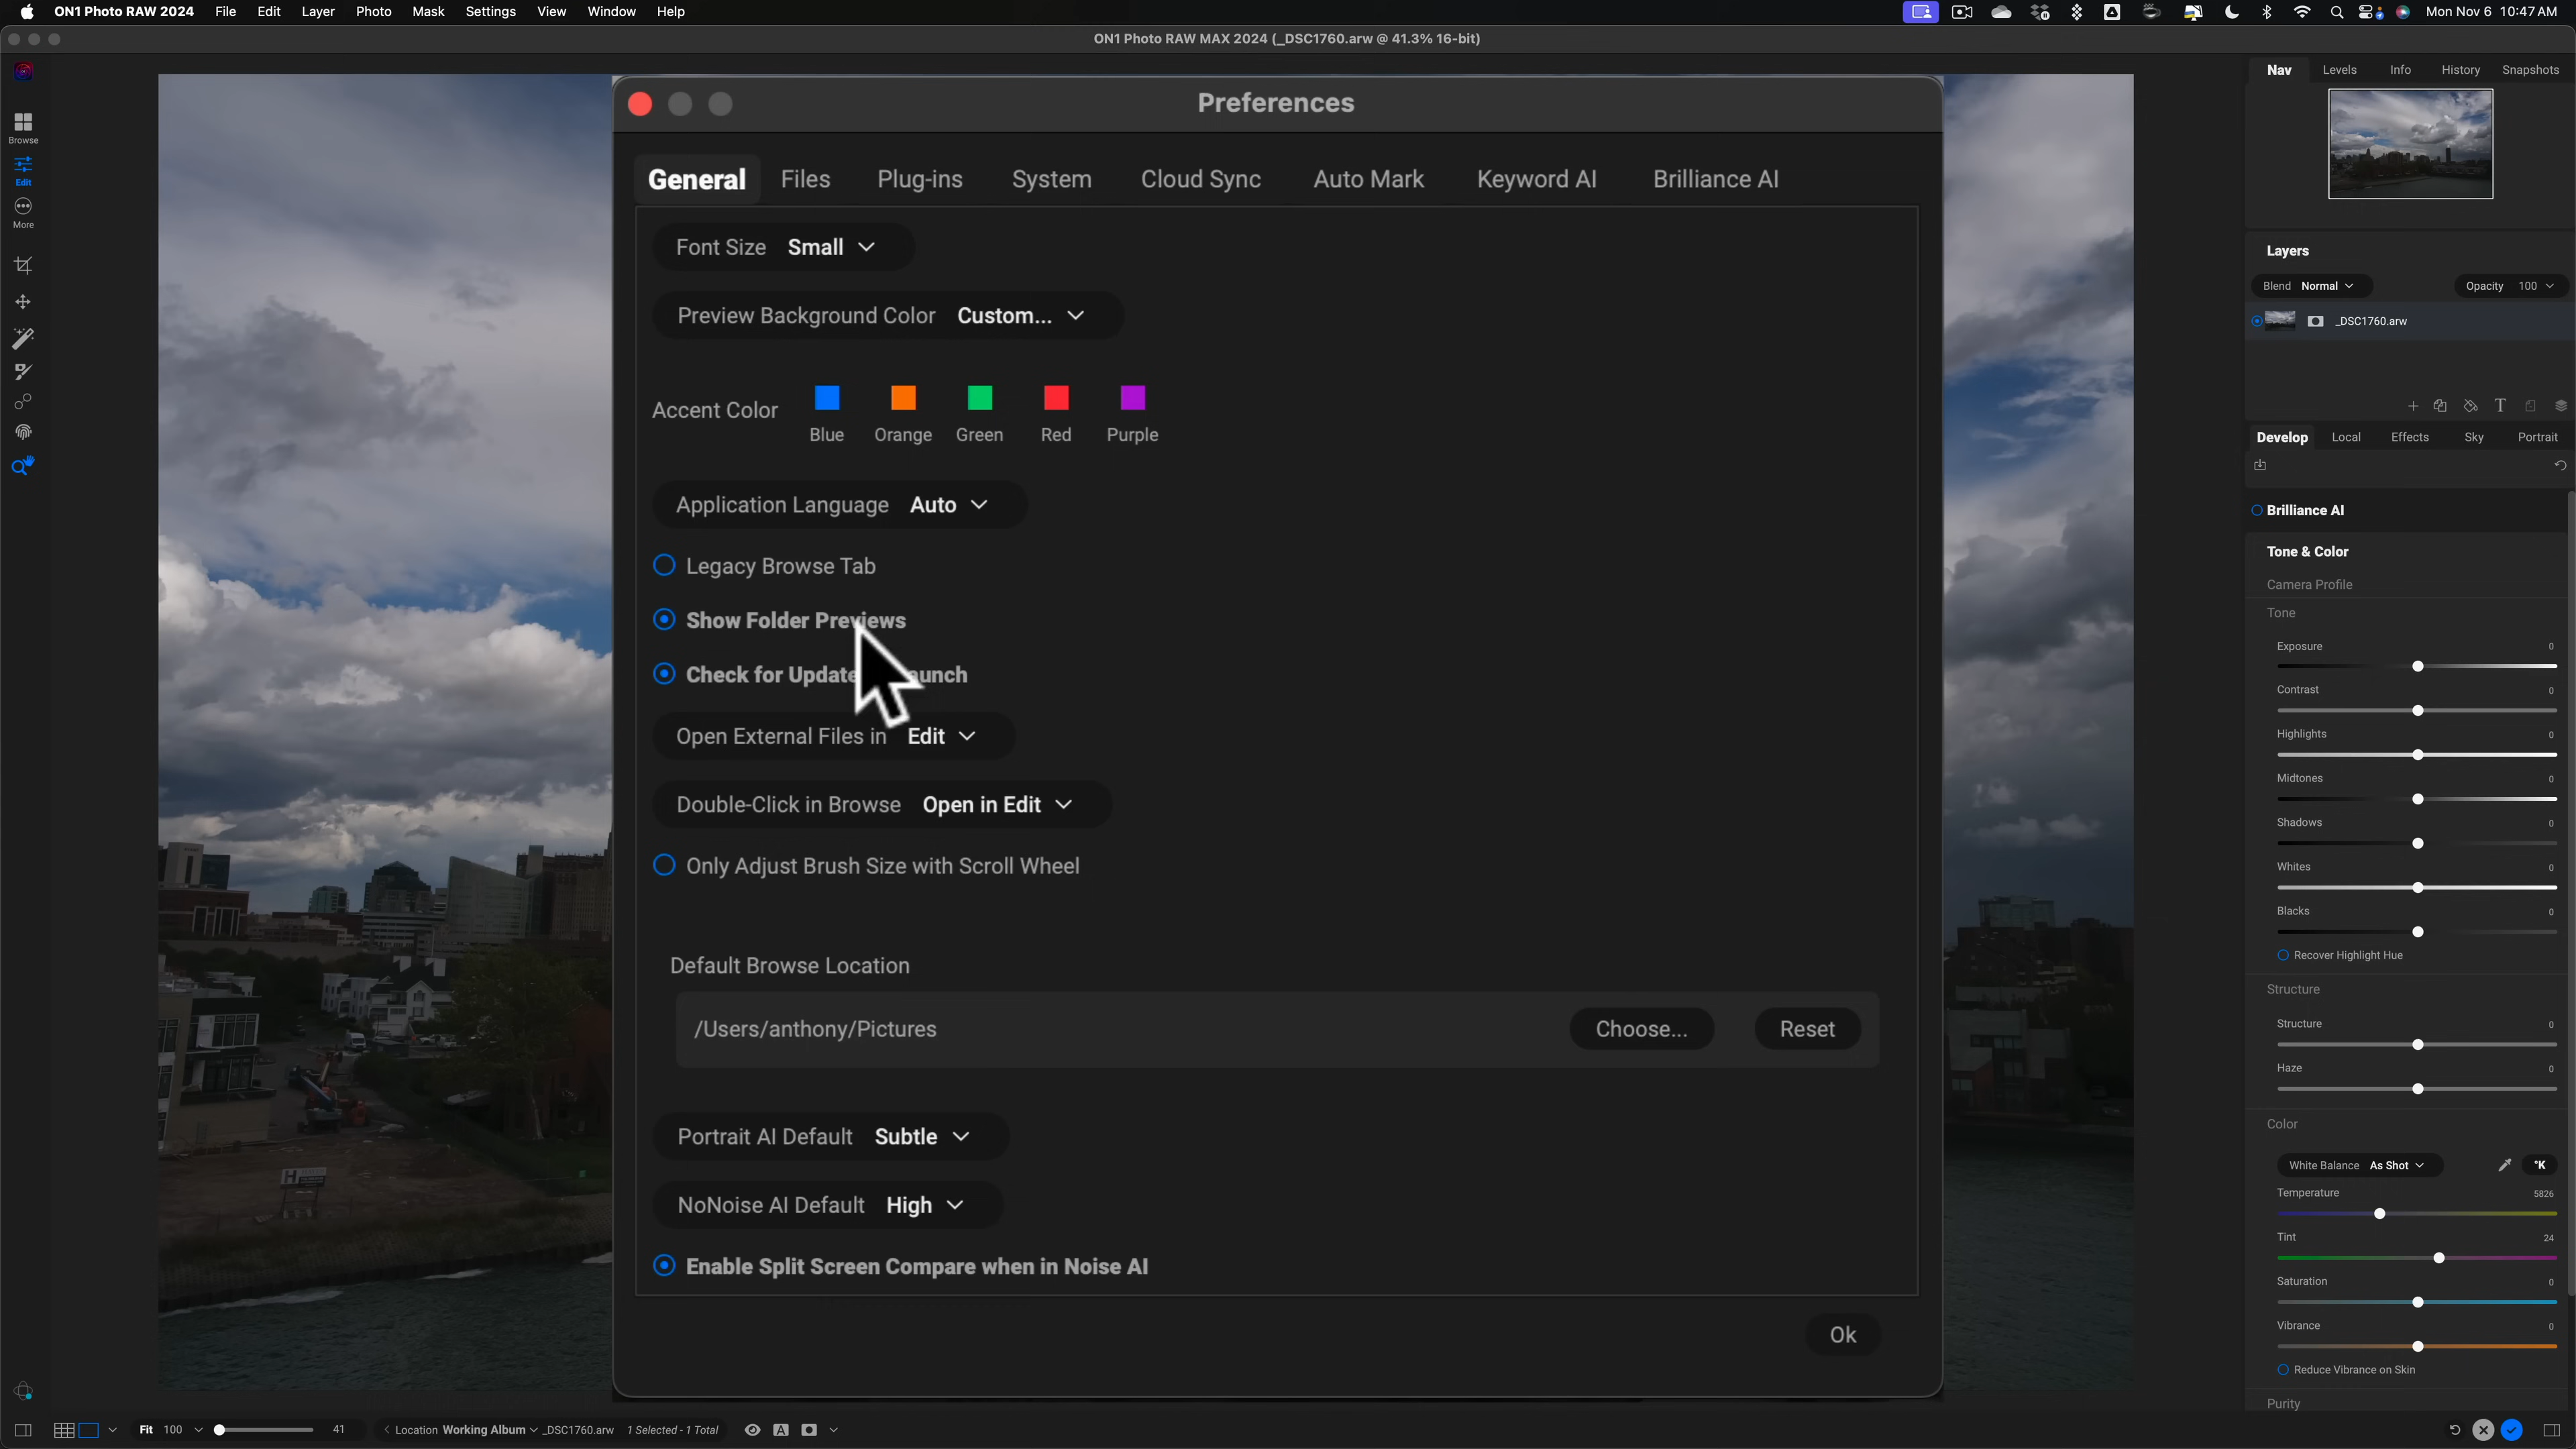 ON1 Photo RAW 2024 File Edit Layer Photo Mask Settings View Window Help Mon Nov 6 10:47 AM
ON1 Photo RAW MAX 2024 (_DSC1760.arw @ 41.3% 16-bit)
Browse
Edit
More
Preferences
General Files Plug-ins System Cloud Sync Auto Mark Keyword AI Brilliance AI
Font Size Small
Preview Background Color Custom...
Accent Color
Blue Orange Green Red Purple
Application Language Auto
Legacy Browse Tab
Show Folder Previews
Check for Update aunch
Open External Files in Edit
Double-Click in Browse Open in Edit
Only Adjust Brush Size with Scroll Wheel
Default Browse Location
/Users/anthony/Pictures Choose... Reset
Portrait AI Default Subtle
NoNoise AI Default High
Enable Split Screen Compare when in Noise AI
Ok
Nav Levels Info History Snapshots
Layers
Blend Normal Opacity 100
_DSC1760.arw
Develop Local Effects Sky Portrait
Brilliance AI
Tone & Color
Camera Profile
Tone
Exposure 0
Contrast 0
Highlights 0
Midtones 0
Shadows 0
Whites 0
Blacks 0
Recover Highlight Hue
Structure
Structure 0
Haze 0
Color
White Balance As Shot °K
Temperature 5826
Tint 24
Saturation 0
Vibrance 0
Reduce Vibrance on Skin
Purity
Fit 100 41 Location Working Album _DSC1760.arw 1 Selected - 1 Total A